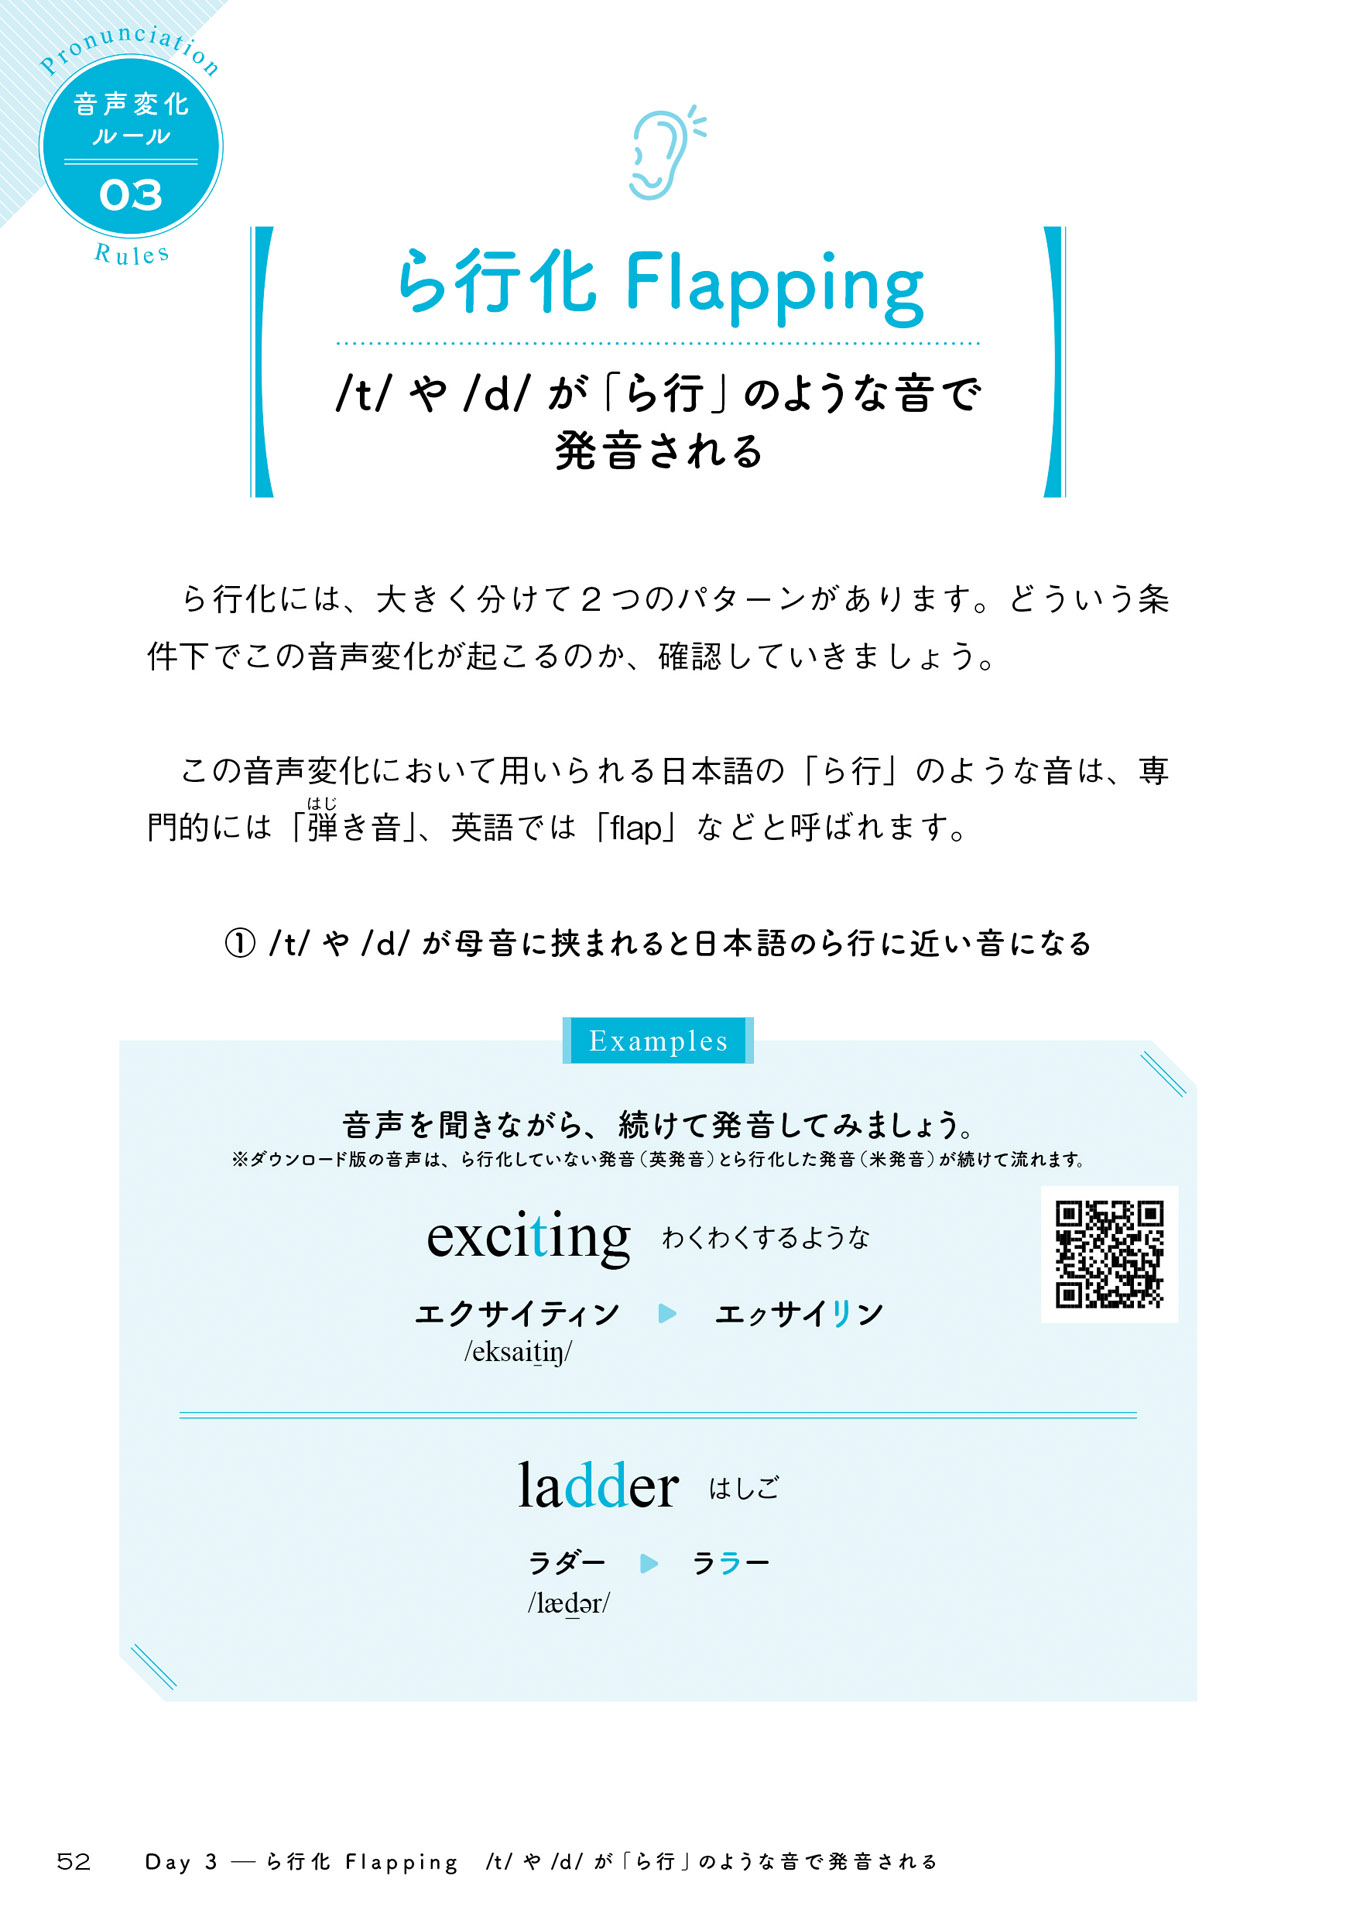 Pronunciation
音声変化
ルール
03
Rules
ら行化 Flapping
/t/ や /d/ が「ら行」のような音で
発音される
ら行化には、大きく分けて２つのパターンがあります。どういう条
件下でこの音声変化が起こるのか、確認していきましょう。
この音声変化において用いられる日本語の「ら行」のような音は、専
はじ
門的には「弾き音」、英語では「flap」などと呼ばれます。
① /t/ や /d/ が母音に挟まれると日本語のら行に近い音になる
Examples
音声を聞きながら、続けて発音してみましょう。
※ダウンロード版の音声は、ら行化していない発音（英発音）とら行化した発音（米発音）が続けて流れます。
exciting わくわくするような
エクサイティン ▶ エクサイリン
/eksaitiŋ/
ladder はしご
ラダー ▶ ララー
/lædər/
52 Day 3 — ら行化 Flapping /t/ や /d/ が「ら行」のような音で発音される